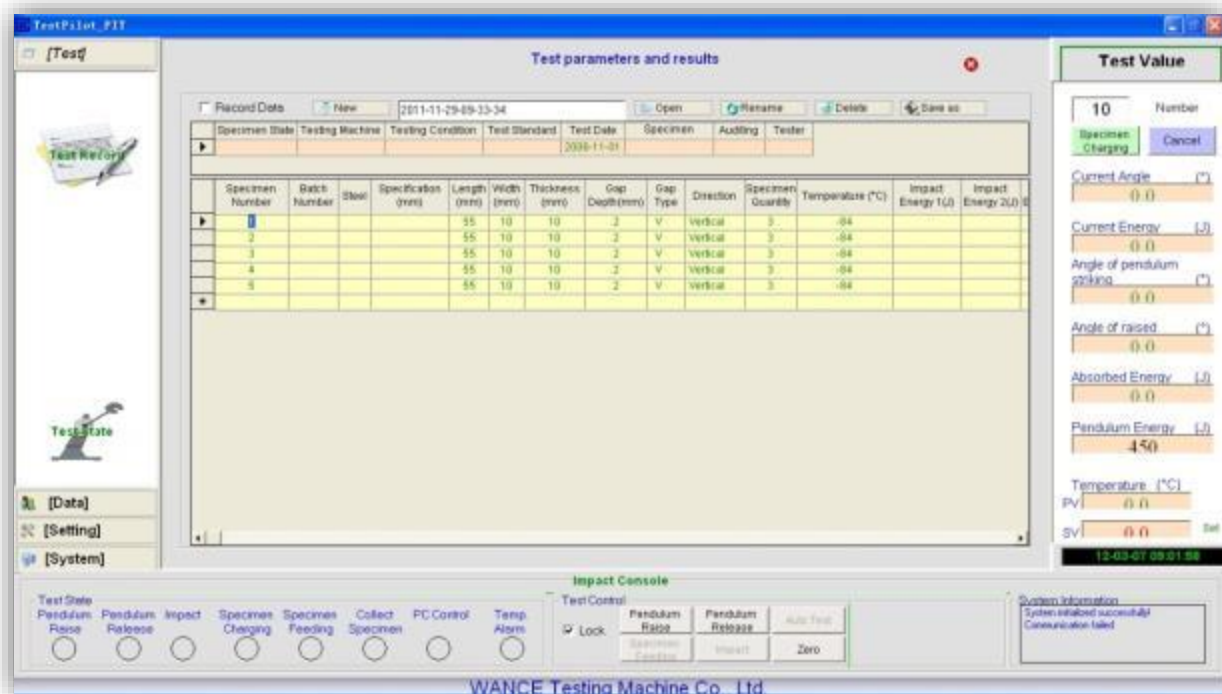 TestPilot_PIT
[Test]
Test parameters and results
Test Value
Record Data New 2011-11-29-09-33-34 Open Rename Delete Save as
Specimen State Testing Machine Testing Condition Test Standard Test Date Specimen Auditing Tester
2008-11-01
Specimen Number Batch Number Steel Specification (mm) Length (mm) Width (mm) Thickness (mm) Gap Depth(mm) Gap Type Direction Specimen Quantity Temperature (°C) Impact Energy 1(J) Impact Energy 2(J)
1 55 10 10 2 V Vertical 3 -84
2 55 10 10 2 V Vertical 3 -84
3 55 10 10 2 V Vertical 3 -84
4 55 10 10 2 V Vertical 3 -84
5 55 10 10 2 V Vertical 3 -84
Test Record
Test State
[Data]
[Setting]
[System]
10 Number
Specimen Charging Cancel
Current Angle (°)
0.0
Current Energy (J)
0.0
Angle of pendulum
striking (°)
0.0
Angle of raised (°)
0.0
Absorbed Energy (J)
0.0
Pendulum Energy (J)
450
Temperature (°C)
PV 0.0
SV 0.0 Set
12-03-07 09:01:58
Impact Console
Test State
Pendulum Raise
Pendulum Release
Impact
Specimen Charging
Specimen Feeding
Collect Specimen
PC Control
Temp Alarm
Test Control
Lock
Pendulum Raise
Pendulum Release
Auto Test
Specimen Feeding
Impact
Zero
System Information
System initialized successfully!
Communication failed
WANCE Testing Machine Co., Ltd.